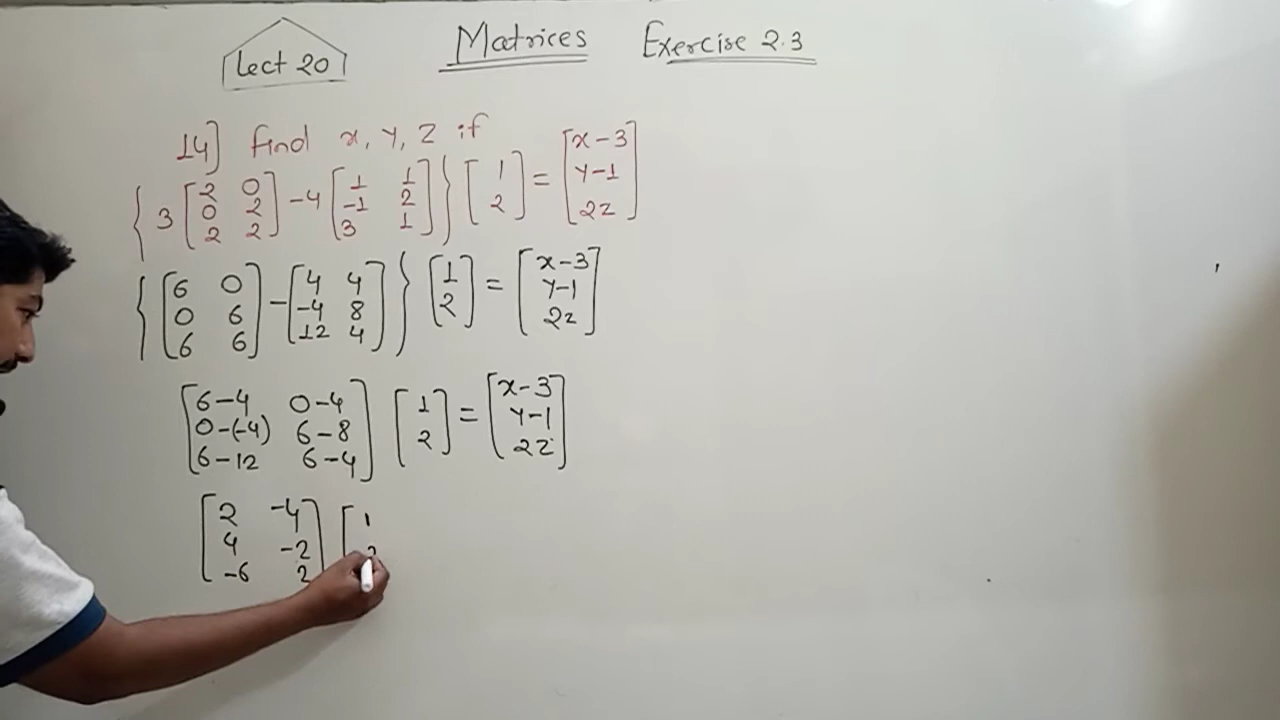 Lect 20 Matrices Exercise 2.3
14] Find x, y, z if
{ 3 [2 0; 0 2; 2 2] -4 [1 1; -1 2; 3 1] } [1; 2] = [x-3; y-1; 2z]
{ [6 0; 0 6; 6 6] - [4 4; -4 8; 12 4] } [1; 2] = [x-3; y-1; 2z]
[6-4 0-4; 0-(-4) 6-8; 6-12 6-4] [1; 2] = [x-3; y-1; 2z]
[2 -4; 4 -2; -6 2] [1